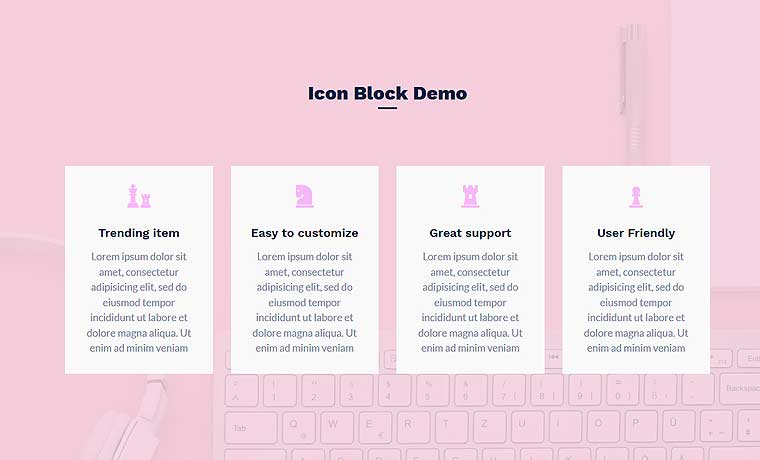 Icon Block Demo
Trending item
Lorem ipsum dolor sit
amet, consectetur
adipisicing elit, sed do
eiusmod tempor
incididunt ut labore et
dolore magna aliqua. Ut
enim ad minim veniam
Easy to customize
Lorem ipsum dolor sit
amet, consectetur
adipisicing elit, sed do
eiusmod tempor
incididunt ut labore et
dolore magna aliqua. Ut
enim ad minim veniam
Great support
Lorem ipsum dolor sit
amet, consectetur
adipisicing elit, sed do
eiusmod tempor
incididunt ut labore et
dolore magna aliqua. Ut
enim ad minim veniam
User Friendly
Lorem ipsum dolor sit
amet, consectetur
adipisicing elit, sed do
eiusmod tempor
incididunt ut labore et
dolore magna aliqua. Ut
enim ad minim veniam
Backspace
Tab Q W E R T Z U I O P Ü